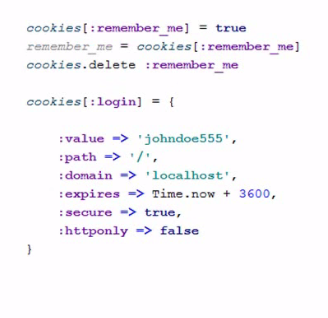 cookies[:remember_me] = true
remember_me = cookies[:remember_me]
cookies.delete :remember_me
cookies[:login] = {
:value => 'johndoe555',
:path => '/',
:domain => 'localhost',
:expires => Time.now + 3600,
:secure => true,
:httponly => false
}